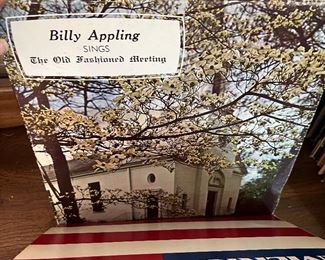 Billy Appling
SINGS
The Old Fashioned Meeting